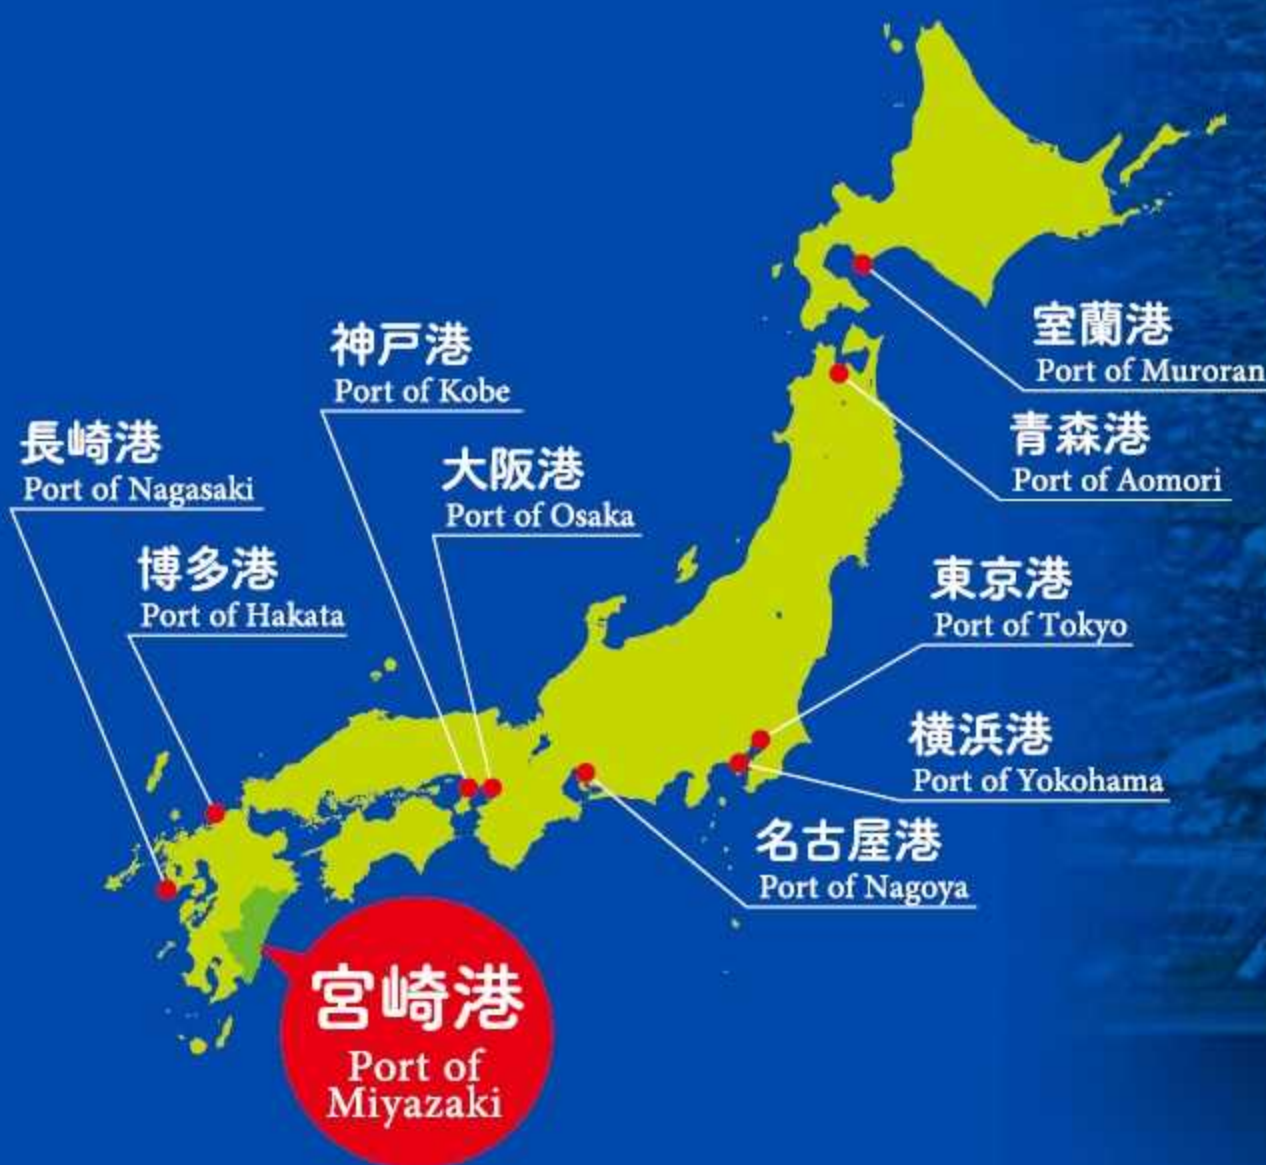 室蘭港
Port of Muroran
神戸港
Port of Kobe
青森港
Port of Aomori
長崎港
Port of Nagasaki
大阪港
Port of Osaka
博多港
Port of Hakata
東京港
Port of Tokyo
横浜港
Port of Yokohama
名古屋港
Port of Nagoya
宮崎港
Port of
Miyazaki